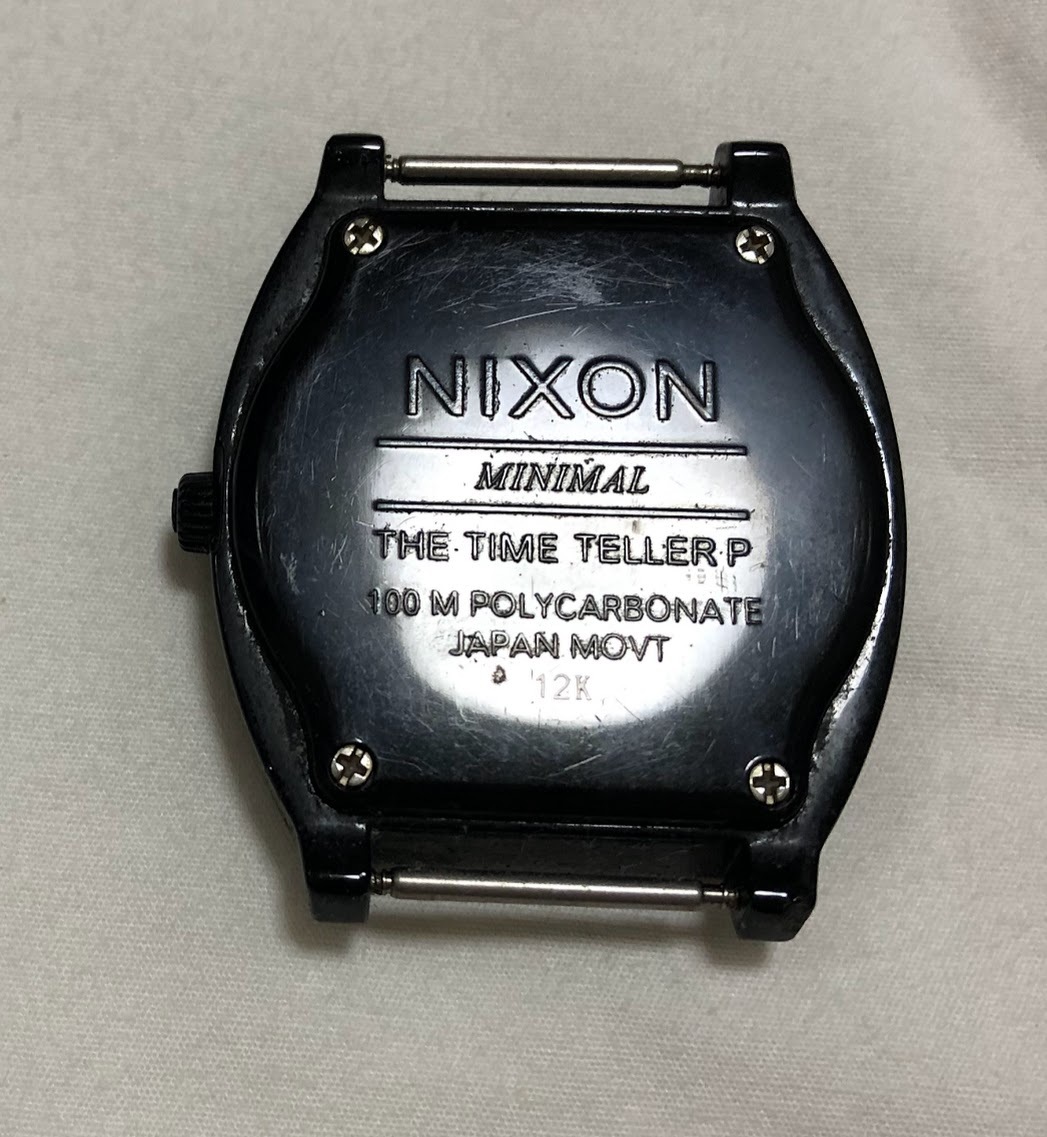 NIXON
MINIMAL
THE TIME TELLER P
100 M POLYCARBONATE
JAPAN MOVT
12K